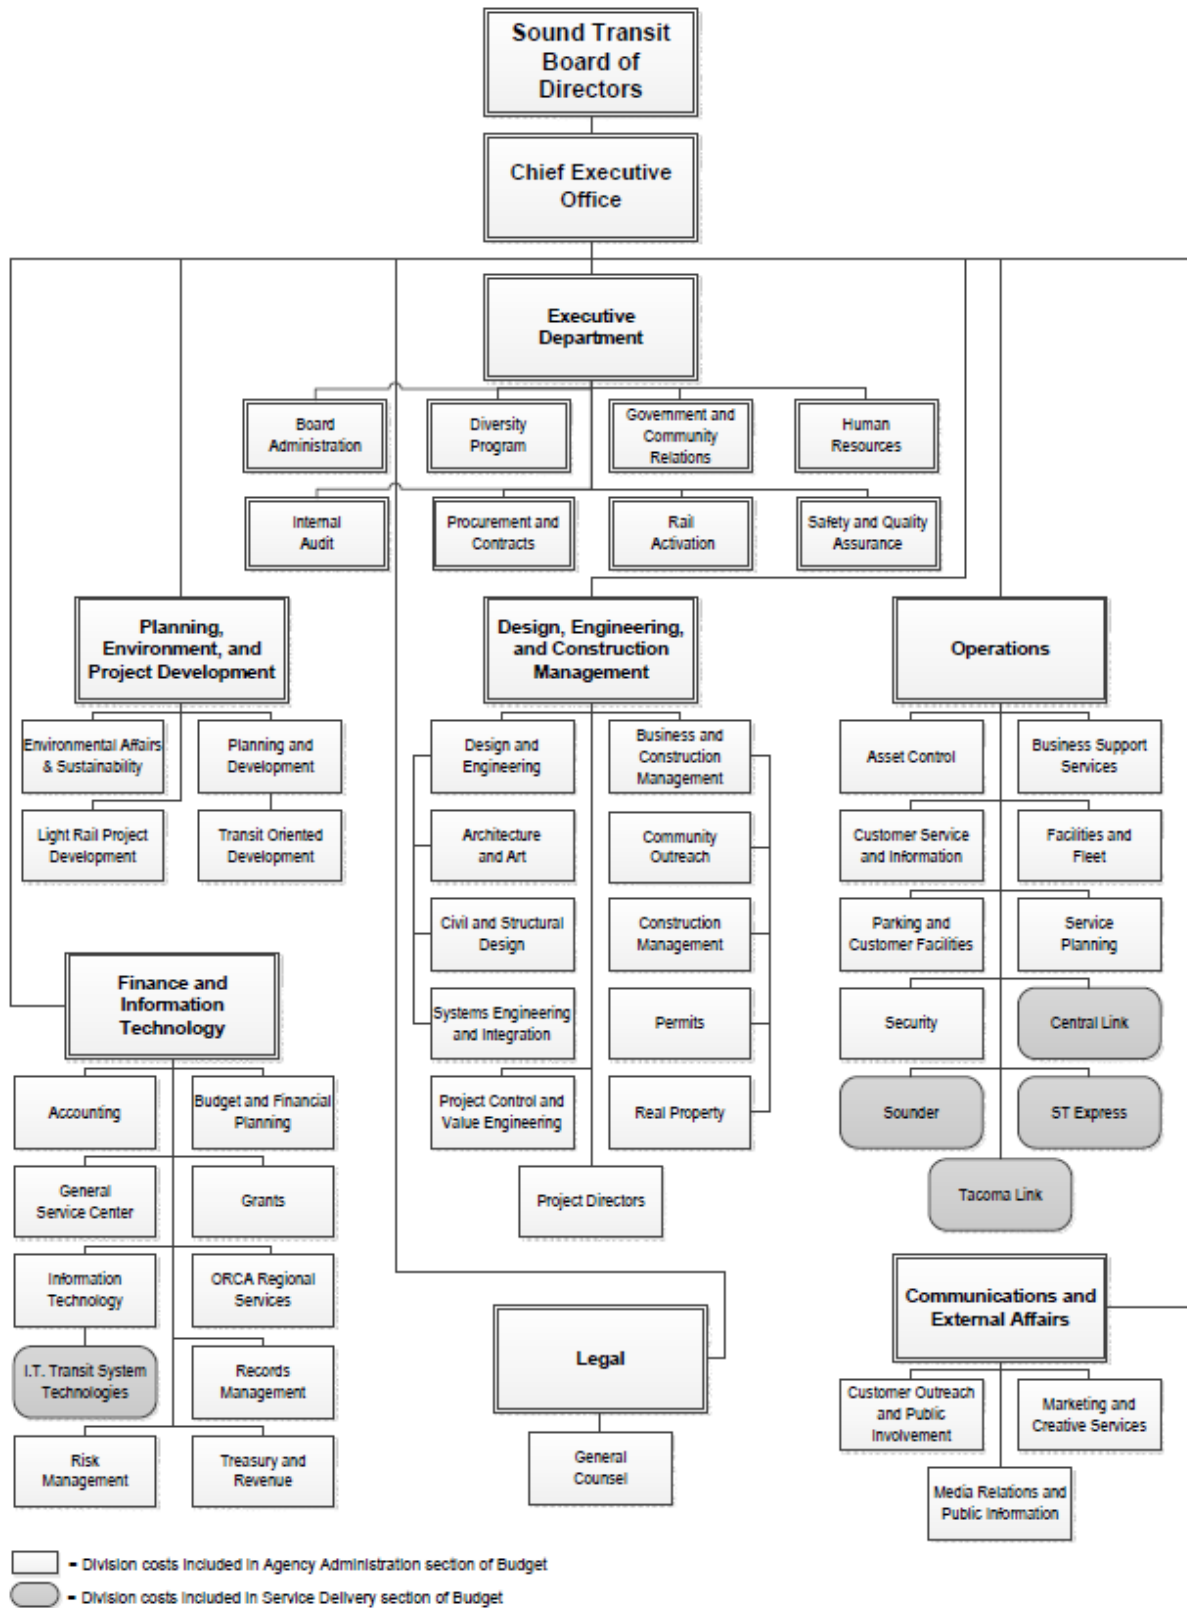 Sound Transit
Board of
Directors
Chief Executive
Office
Executive
Department
Board
Administration
Diversity
Program
Government and
Community
Relations
Human
Resources
Internal
Audit
Procurement and
Contracts
Rail
Activation
Safety and Quality
Assurance
Planning,
Environment, and
Project Development
Design, Engineering,
and Construction
Management
Operations
Environmental Affairs
& Sustainability
Planning and
Development
Light Rail Project
Development
Transit Oriented
Development
Design and
Engineering
Business and
Construction
Management
Architecture
and Art
Community
Outreach
Civil and Structural
Design
Construction
Management
Systems Engineering
and Integration
Permits
Project Control and
Value Engineering
Real Property
Project Directors
Asset Control
Business Support
Services
Customer Service
and Information
Facilities and
Fleet
Parking and
Customer Facilities
Service
Planning
Security
Central Link
Sounder
ST Express
Tacoma Link
Finance and
Information
Technology
Accounting
Budget and Financial
Planning
General
Service Center
Grants
Information
Technology
ORCA Regional
Services
I.T. Transit System
Technologies
Records
Management
Risk
Management
Treasury and
Revenue
Legal
General
Counsel
Communications and
External Affairs
Customer Outreach
and Public
Involvement
Marketing and
Creative Services
Media Relations and
Public Information
= Division costs included in Agency Administration section of Budget
= Division costs included in Service Delivery section of Budget